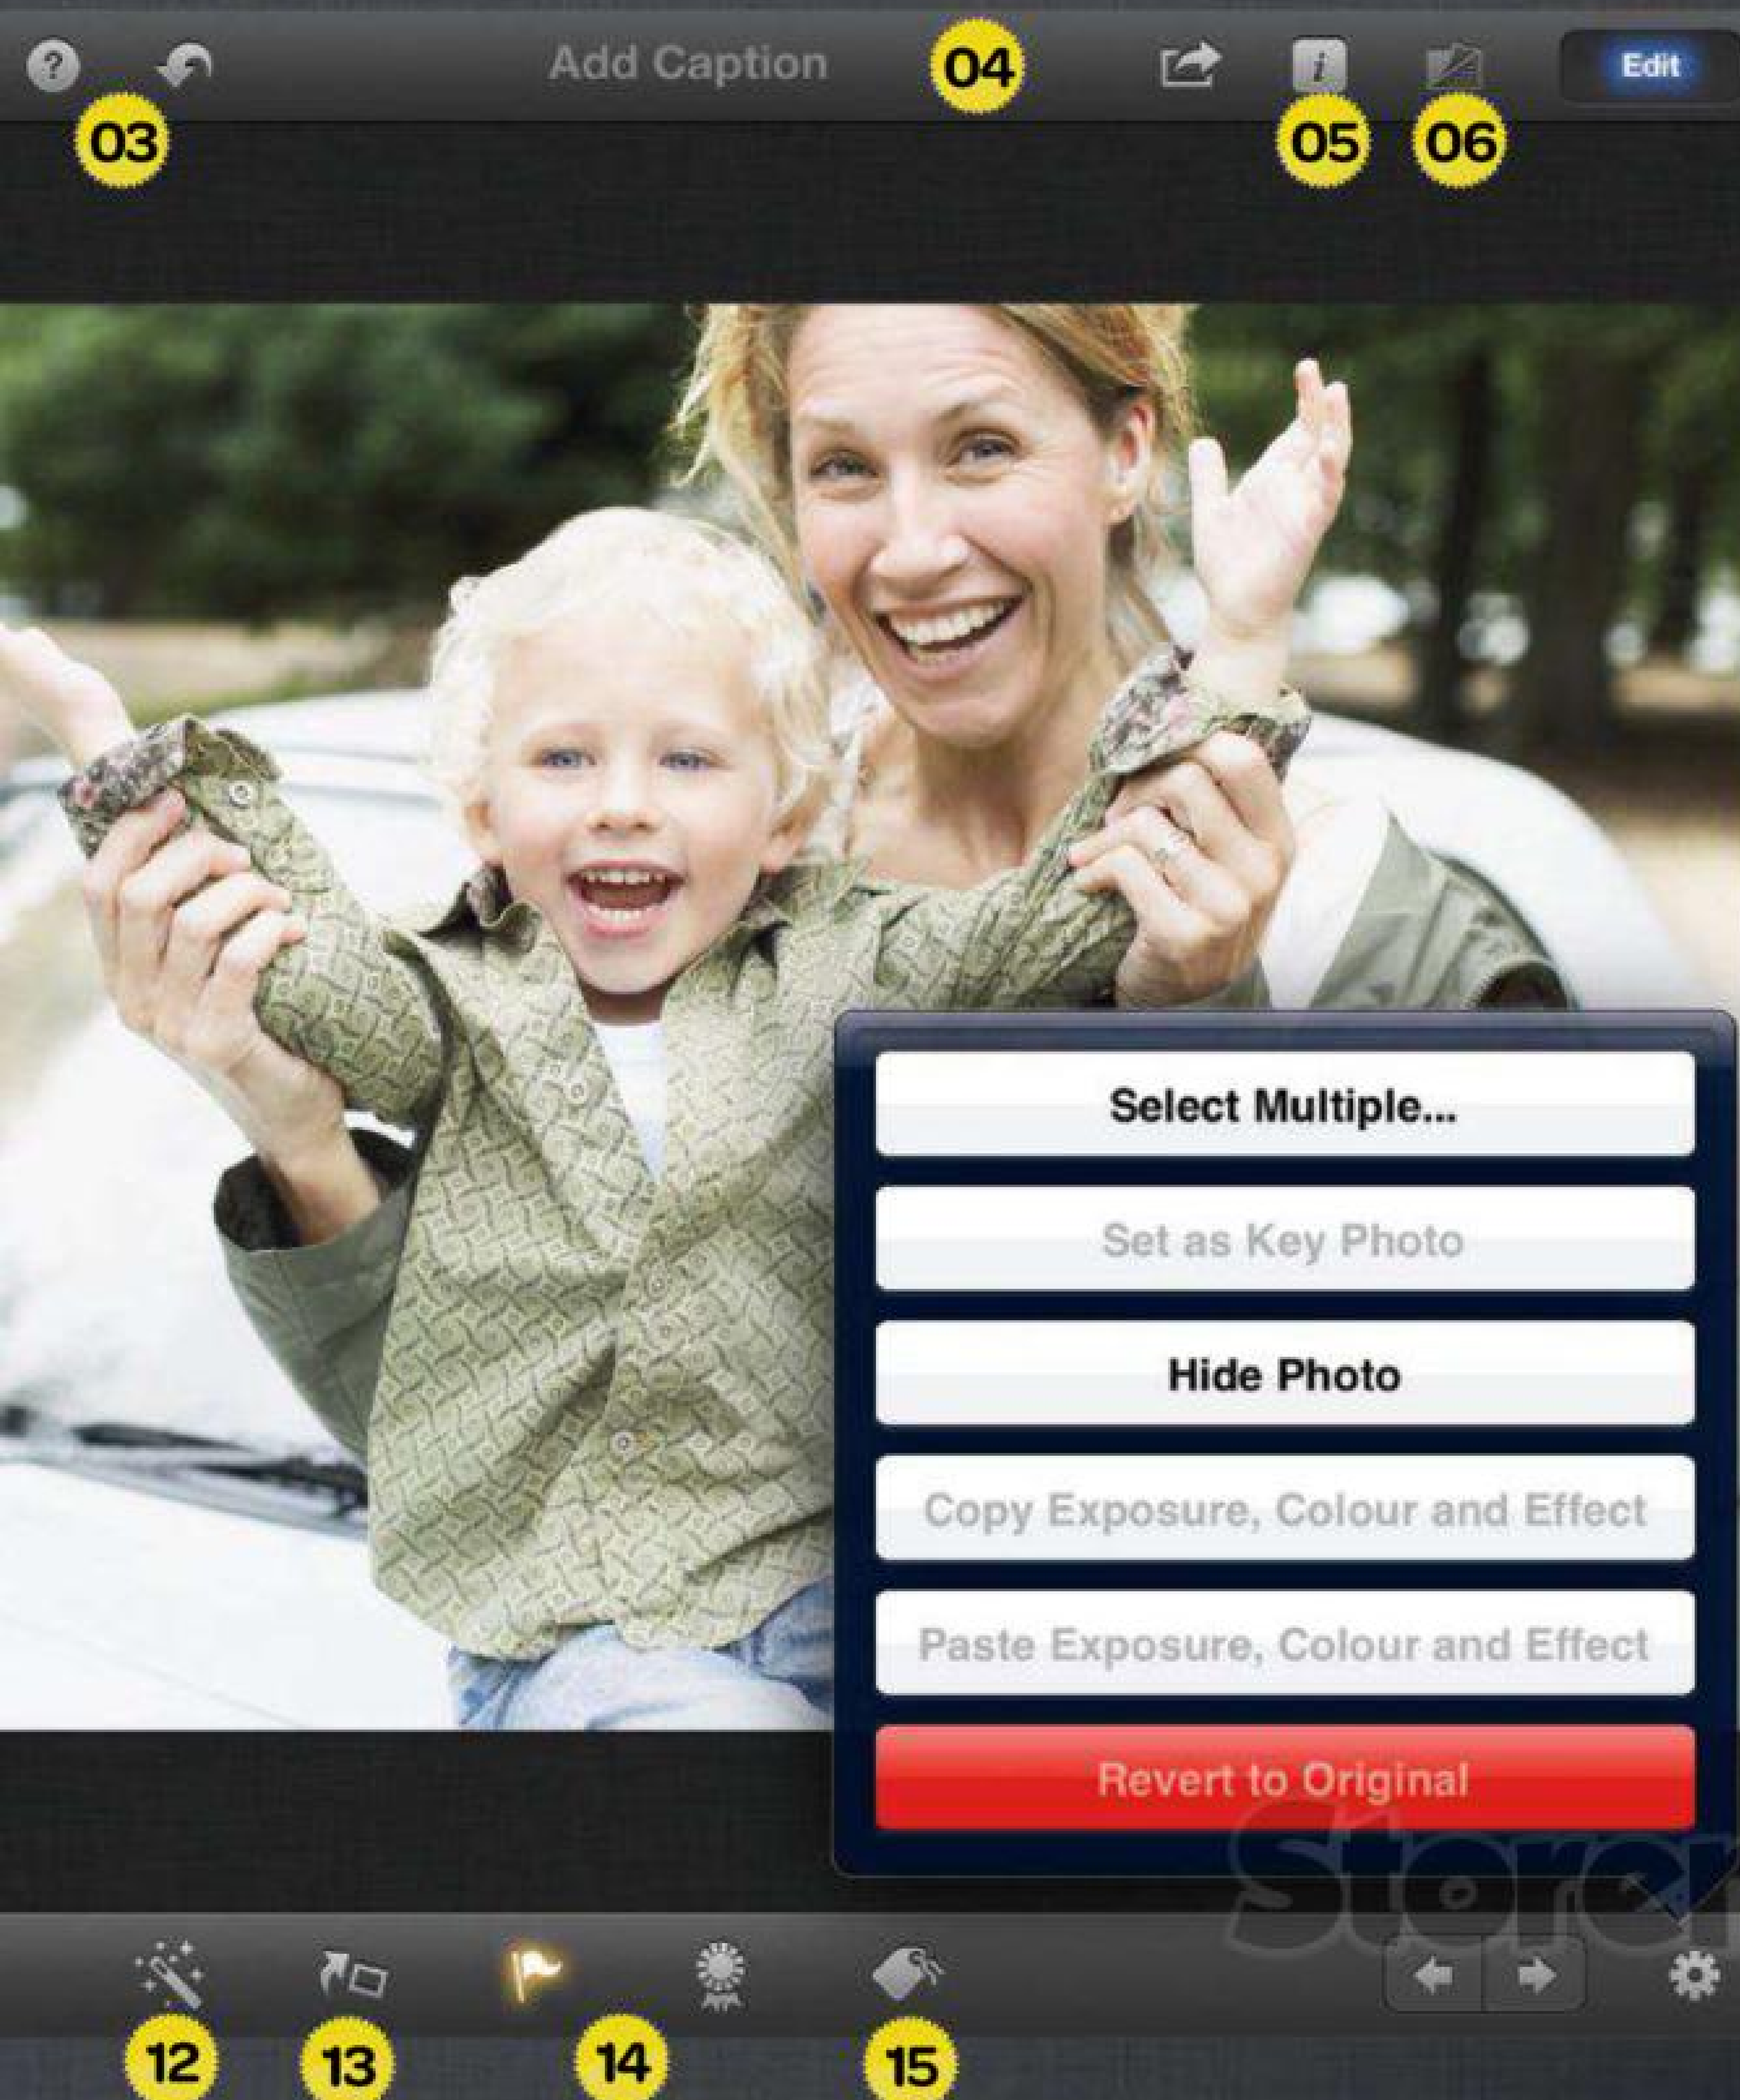 ?
Add Caption
04
i
Edit
03
05
06
Select Multiple...
Set as Key Photo
Hide Photo
Copy Exposure, Colour and Effect
Paste Exposure, Colour and Effect
Revert to Original
12
13
14
15